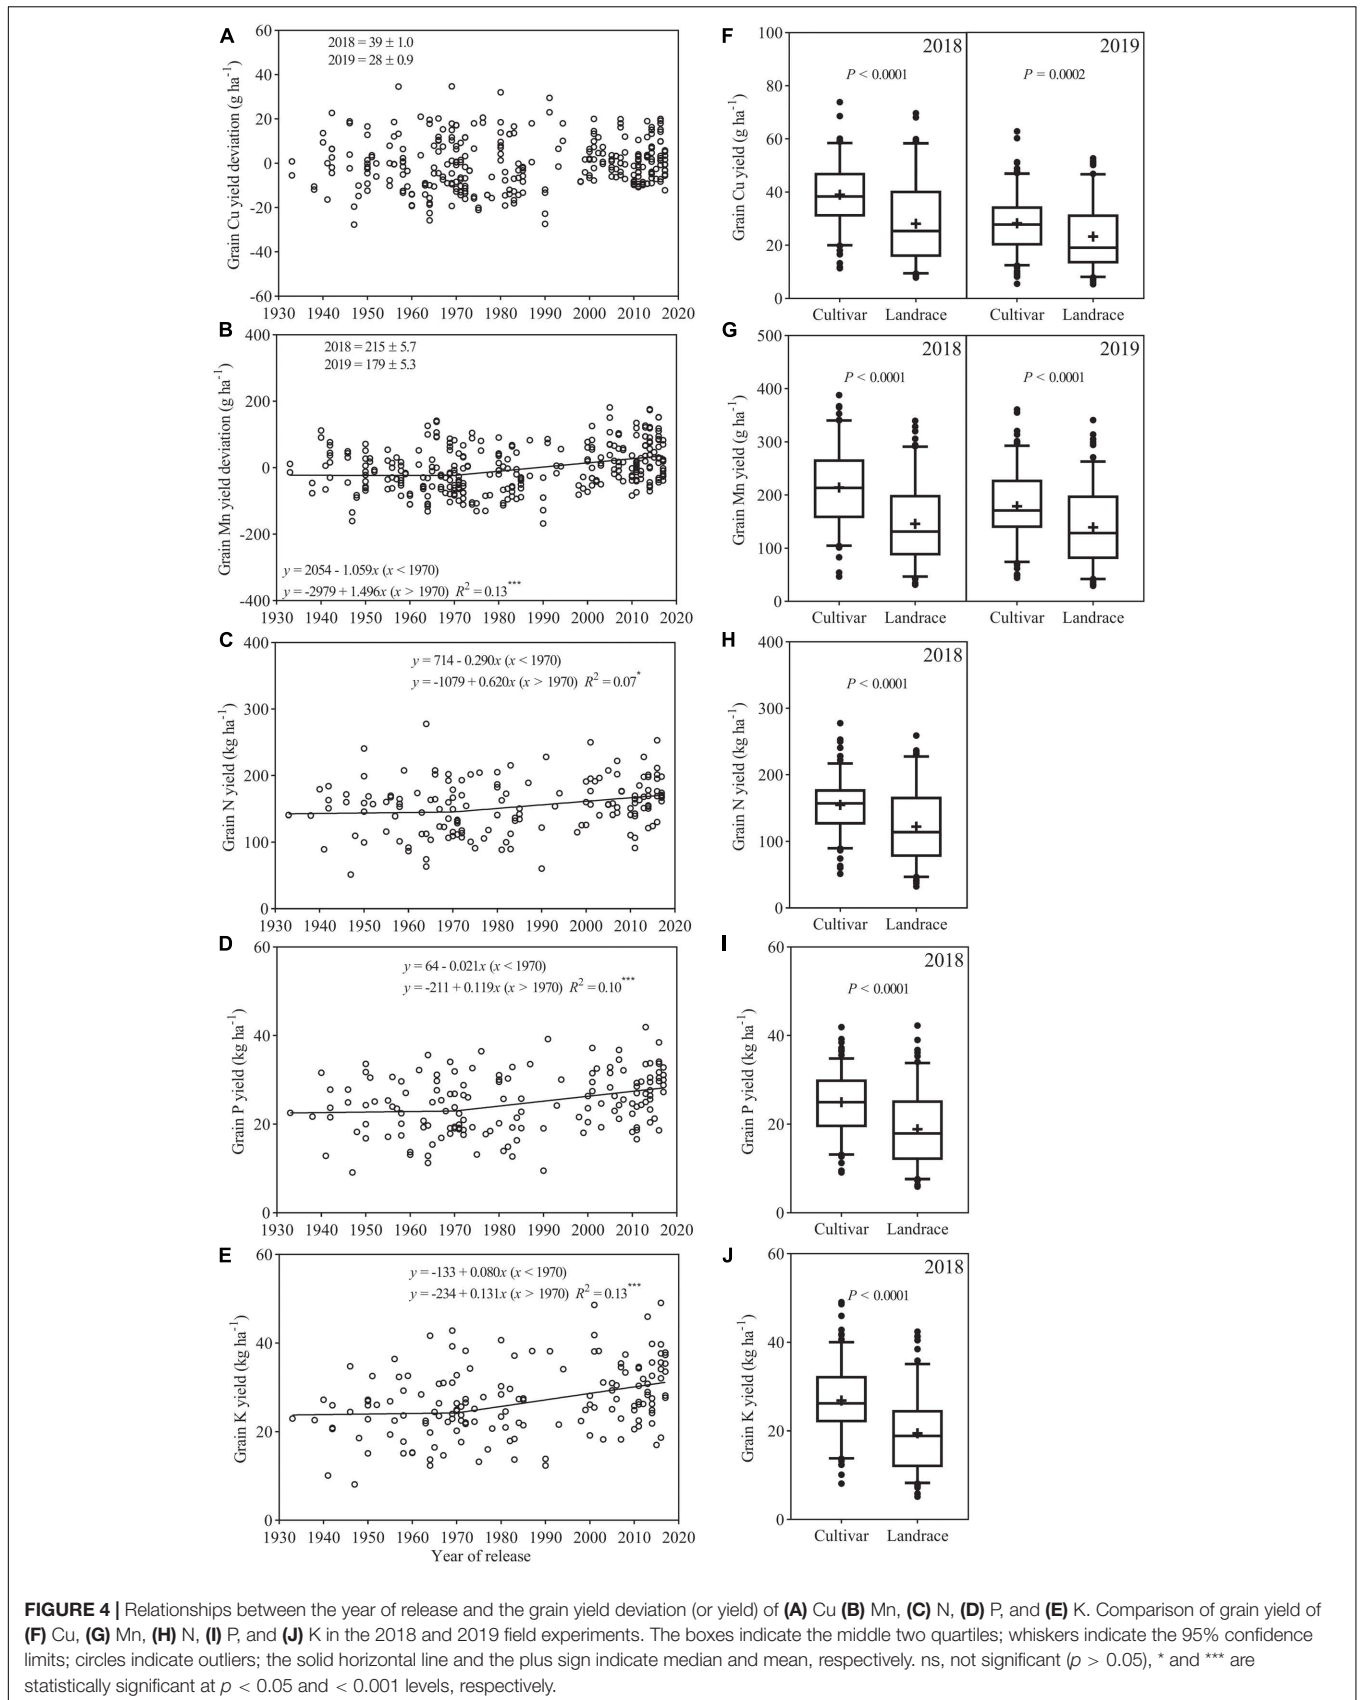 A
60
40
20
0
-20
-40
-60
Grain Cu yield deviation (g ha-1)
2018 = 39 ± 1.0
2019 = 28 ± 0.9
1930 1940 1950 1960 1970 1980 1990 2000 2010 2020
F
100
80
60
40
20
0
Grain Cu yield (g ha-1)
2018
P < 0.0001
2019
P = 0.0002
Cultivar Landrace Cultivar Landrace
B
400
200
0
-200
-400
Grain Mn yield deviation (g ha-1)
2018 = 215 ± 5.7
2019 = 179 ± 5.3
y = 2054 - 1.059x (x < 1970)
y = -2979 + 1.496x (x > 1970) R2 = 0.13***
1930 1940 1950 1960 1970 1980 1990 2000 2010 2020
G
500
400
300
200
100
0
Grain Mn yield (g ha-1)
2018
P < 0.0001
2019
P < 0.0001
Cultivar Landrace Cultivar Landrace
C
400
300
200
100
0
Grain N yield (kg ha-1)
y = 714 - 0.290x (x < 1970)
y = -1079 + 0.620x (x > 1970) R2 = 0.07*
1930 1940 1950 1960 1970 1980 1990 2000 2010 2020
H
400
300
200
100
0
Grain N yield (kg ha-1)
2018
P < 0.0001
Cultivar Landrace
D
60
40
20
0
Grain P yield (kg ha-1)
y = 64 - 0.021x (x < 1970)
y = -211 + 0.119x (x > 1970) R2 = 0.10***
1930 1940 1950 1960 1970 1980 1990 2000 2010 2020
I
60
40
20
0
Grain P yield (kg ha-1)
2018
P < 0.0001
Cultivar Landrace
E
60
40
20
0
Grain K yield (kg ha-1)
y = -133 + 0.080x (x < 1970)
y = -234 + 0.131x (x > 1970) R2 = 0.13***
1930 1940 1950 1960 1970 1980 1990 2000 2010 2020
Year of release
J
60
40
20
0
Grain K yield (kg ha-1)
2018
P < 0.0001
Cultivar Landrace
FIGURE 4 | Relationships between the year of release and the grain yield deviation (or yield) of (A) Cu (B) Mn, (C) N, (D) P, and (E) K. Comparison of grain yield of
(F) Cu, (G) Mn, (H) N, (I) P, and (J) K in the 2018 and 2019 field experiments. The boxes indicate the middle two quartiles; whiskers indicate the 95% confidence
limits; circles indicate outliers; the solid horizontal line and the plus sign indicate median and mean, respectively. ns, not significant (p > 0.05), * and *** are
statistically significant at p < 0.05 and < 0.001 levels, respectively.